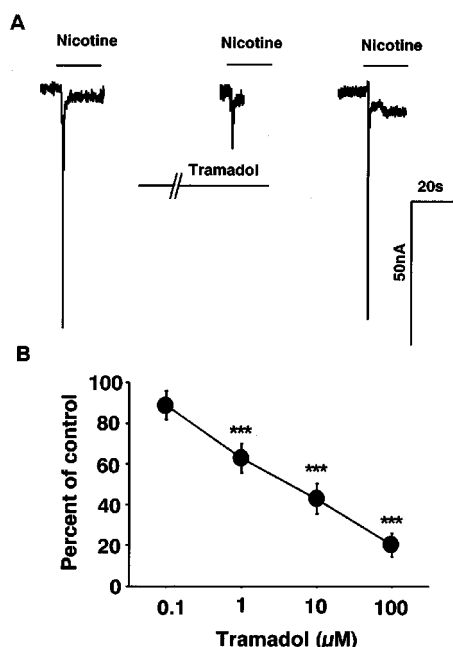 A
Nicotine Nicotine Nicotine
Tramadol
20s
50nA
B
Percent of control
100
80
60
40
20
0
***
***
***
0.1 1 10 100
Tramadol (µM)